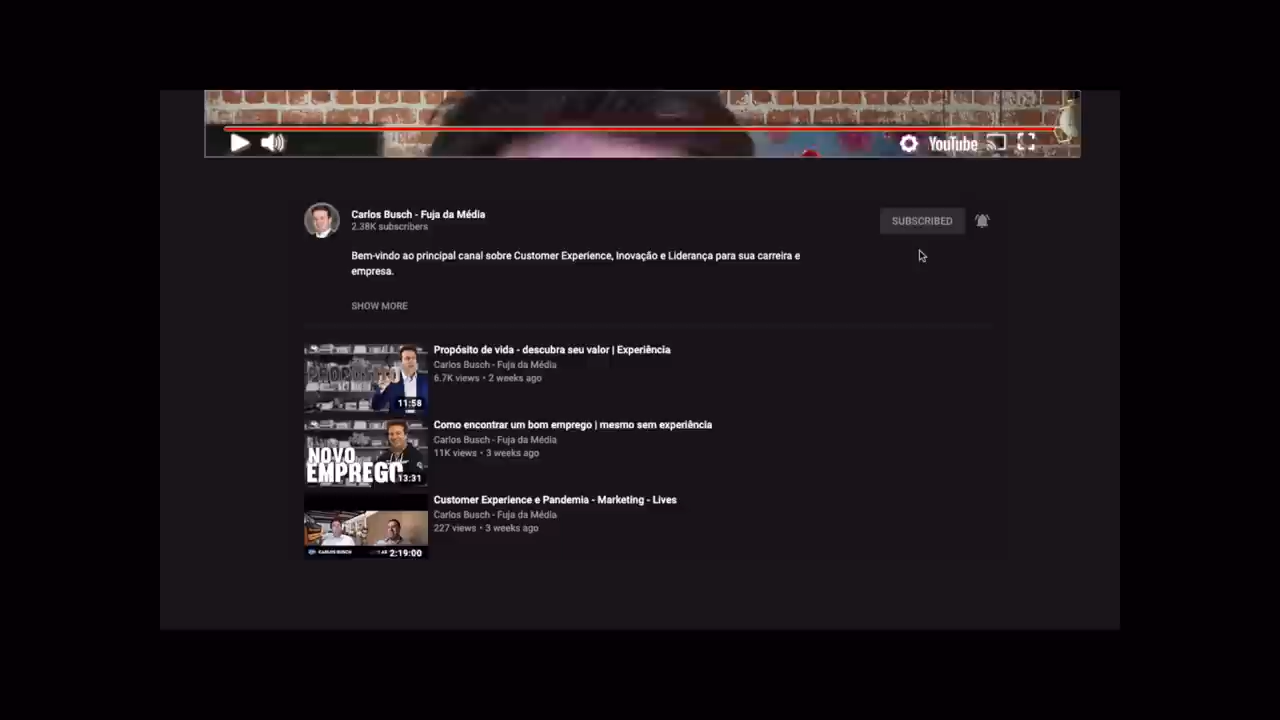 YouTube
Carlos Busch - Fuja da Média
2.38K subscribers
SUBSCRIBED
Bem-vindo ao principal canal sobre Customer Experience, Inovação e Liderança para sua carreira e
empresa.
SHOW MORE
PROPÓSITO
11:58
Propósito de vida - descubra seu valor | Experiência
Carlos Busch - Fuja da Média
6.7K views • 2 weeks ago
NOVO
EMPREGO
13:31
Como encontrar um bom emprego | mesmo sem experiência
Carlos Busch - Fuja da Média
11K views • 3 weeks ago
CARLOS BUSCH
2:19:00
Customer Experience e Pandemia - Marketing - Lives
Carlos Busch - Fuja da Média
227 views • 3 weeks ago